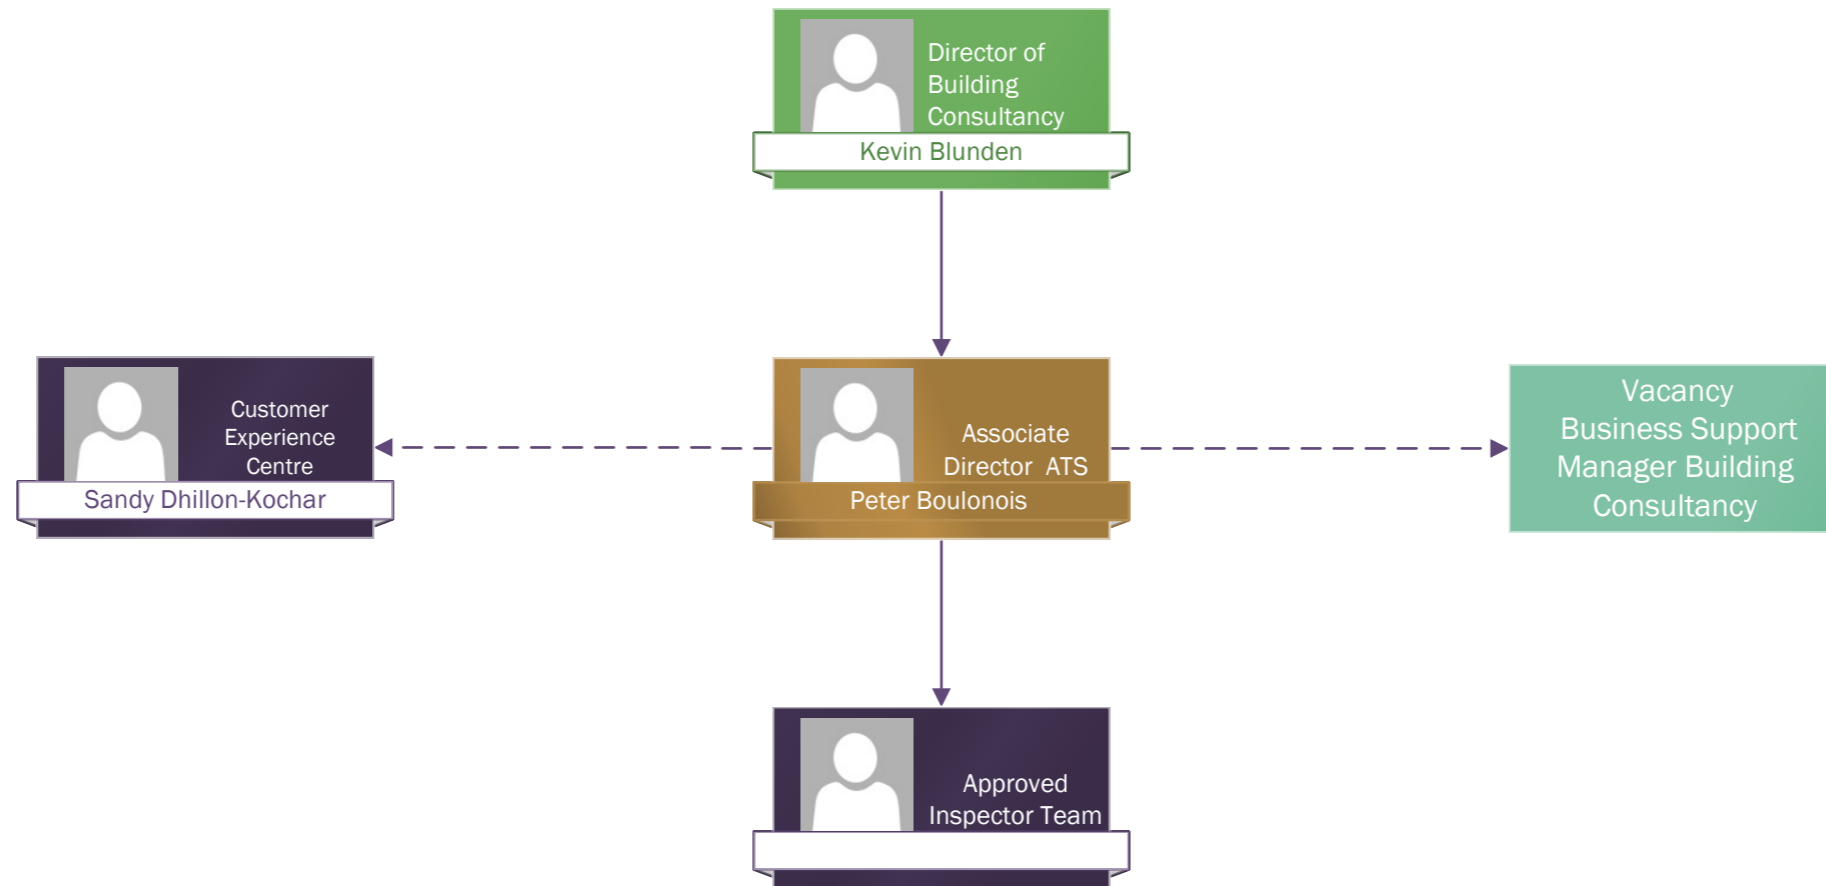 Director of
Building
Consultancy
Kevin Blunden
Customer
Experience
Centre
Sandy Dhillon-Kochar
Associate
Director ATS
Peter Boulonois
Vacancy
Business Support
Manager Building
Consultancy
Approved
Inspector Team